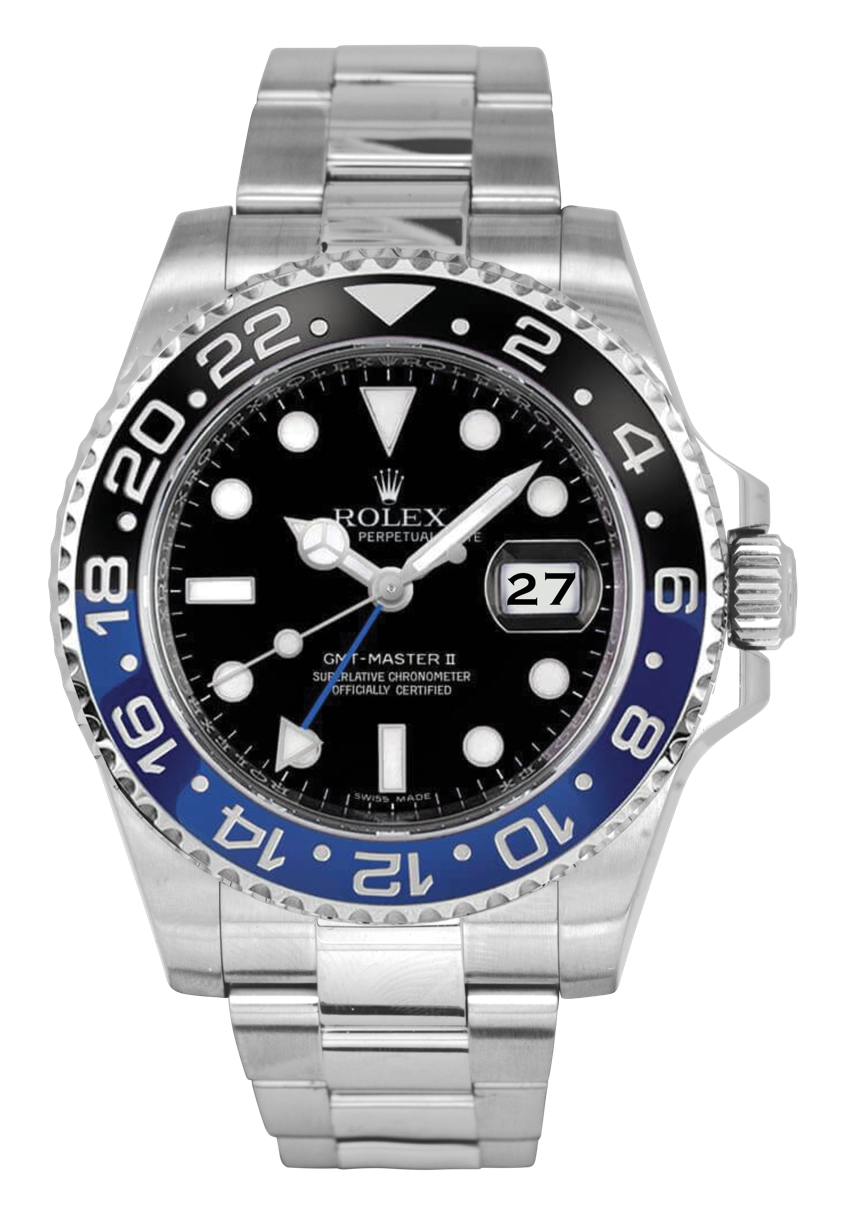 2
4
6
8
10
12
14
16
18
20
22
ROLEX
PERPETUAL
27
GMT-MASTER II
SUPERLATIVE CHRONOMETER
OFFICIALLY CERTIFIED
SWISS MADE